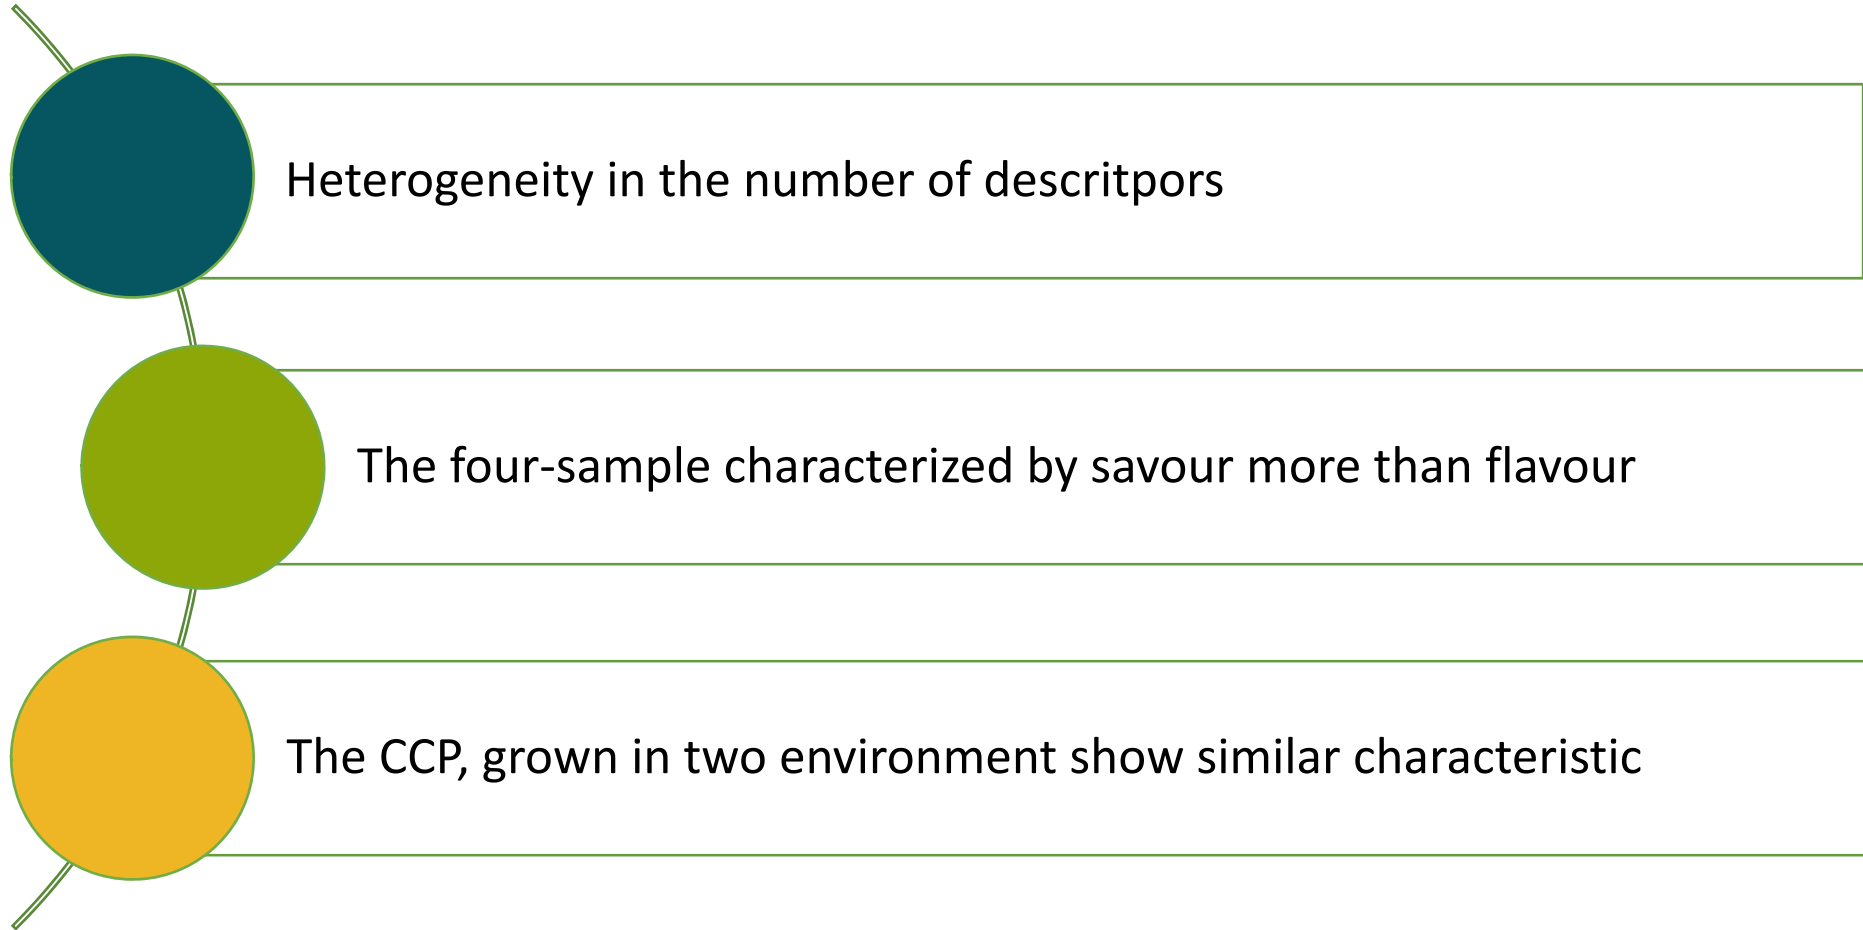 Heterogeneity in the number of descritpors
The four-sample characterized by savour more than flavour
The CCP, grown in two environment show similar characteristic